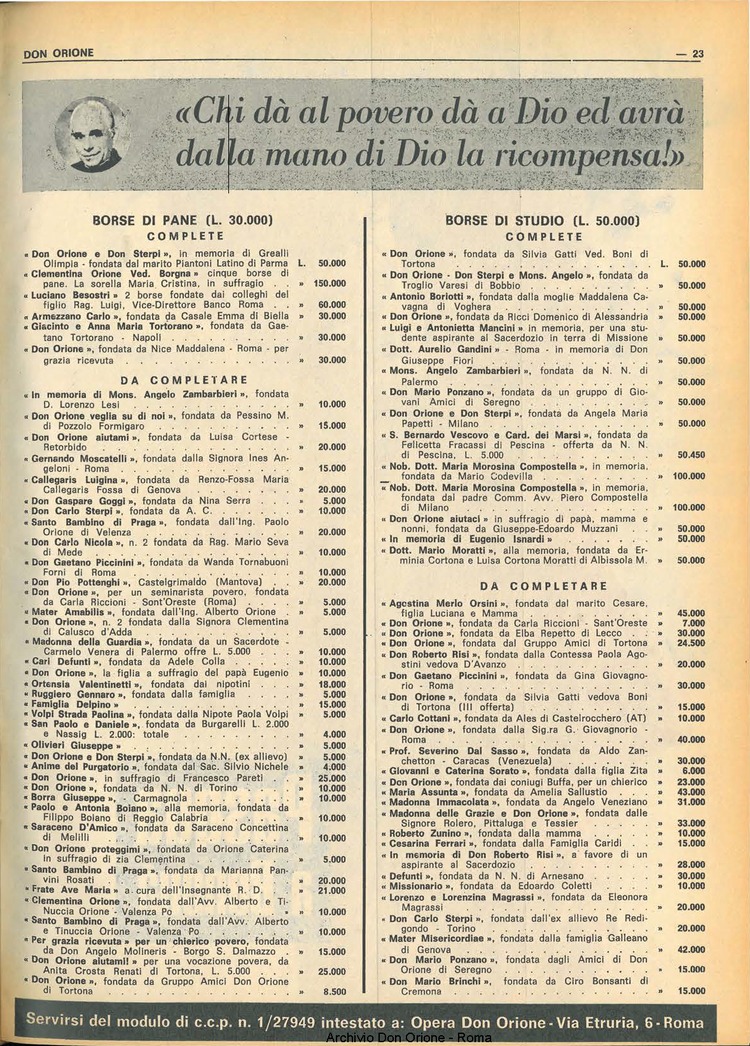 DON ORIONE — 23
«Chi dà al povero dà a Dio ed avrà
dalla mano di Dio la ricompensa!»
BORSE DI PANE (L. 30.000)
COMPLETE
« Don Orione e Don Sterpi », in memoria di Grealli
Olimpia - fondata dal marito Piantoni Latino di Parma L. 50.000
« Clementina Orione Ved. Borgna » cinque borse di
pane. La sorella Maria Cristina, in suffragio . . » 150.000
« Luciano Besostri » 2 borse fondate dai colleghi del
figlio Rag. Luigi, Vice-Direttore Banco Roma . . » 60.000
« Armezzano Carlo », fondata da Casale Emma di Biella » 30.000
« Giacinto e Anna Maria Tortorano », fondata da Gae-
tano Tortorano - Napoli . . . . . . . . » 30.000
« Don Orione », fondata da Nice Maddalena - Roma - per
grazia ricevuta . . . . . . . . . . » 30.000
DA COMPLETARE
« In memoria di Mons. Angelo Zambarbieri », fondata
D. Lorenzo Lesi . . . . . . . . . . » 10.000
« Don Orione veglia su di noi », fondata da Pessino M.
di Pozzolo Formigaro . . . . . . . . » 15.000
« Don Orione aiutami », fondata da Luisa Cortese -
Retorbido . . . . . . . . . . . » 20.000
« Gernando Moscatelli », fondata dalla Signora Ines An-
geloni - Roma . . . . . . . . . . » 15.000
« Callegaris Luigina », fondata da Renzo-Fossa Maria
Callegaris Fossa di Genova . . . . . . . » 20.000
« Don Gaspare Goggi », fondata da Nina Serra . . . » 5.000
« Don Carlo Sterpi », fondata da A. C. . . . . . » 10.000
« Santo Bambino di Praga », fondata dall'Ing. Paolo
Orione di Velenza . . . . . . . . . » 20.000
« Don Carlo Nicola », n. 2 fondata da Rag. Mario Seva
di Mede . . . . . . . . . . . » 10.000
« Don Gaetano Piccinini », fondata da Wanda Tornabuoni
Forni di Roma . . . . . . . . . . » 10.000
« Don Pio Pottenghi », Castelgrimaldo (Mantova) . . » 20.000
« Don Orione », per un seminarista povero, fondata
da Carla Riccioni - Sont'Oreste (Roma) . . . . » 5.000
« Mater Amabilis », fondata dall'Ing. Alberto Orione . » 5.000
« Don Orione », n. 2 fondata dalla Signora Clementina
di Calusco d'Adda . . . . . . . . . » 5.000
« Madonna della Guardia », fondata da un Sacerdote -
Carmelo Venera di Palermo offre L. 5.000 . . . » 10.000
« Cari Defunti », fondata da Adele Colla . . . . . » 10.000
« Don Orione », la figlia a suffragio del papà Eugenio » 10.000
« Ortensia Valentinetti », fondata dai nipotini . . . » 18.000
« Ruggiero Gennaro », fondata dalla famiglia . . . » 5.000
« Famiglia Delpino » . . . . . . . . . . » 15.000
« Volpi Strada Paolina », fondata dalla Nipote Paola Volpi » 5.000
« San Paolo e Daniele », fondata da Burgarelli L. 2.000
e Nassig L. 2.000: totale . . . . . . . » 4.000
« Olivieri Giuseppe » . . . . . . . . . . » 5.000
« Don Orione e Don Sterpi », fondata da N.N. (ex allievo) » 5.000
« Anime del Purgatorio », fondata dal Sac. Silvio Nichele » 4.000
« Don Orione », in suffragio di Francesco Pareti . . » 25.000
« Don Orione », fondata da N. N. di Torino . . . . » 10.000
« Borra Giuseppe », - Carmagnola . . . . . . » 10.000
« Paolo e Antonia Boiano », alla memoria, fondata da
Filippo Boiano di Reggio Calabria . . . . . » 10.000
« Saraceno D'Amico », fondata da Saraceno Concettina
di Melilli . . . . . . . . . . . » 10.000
« Don Orione proteggimi », fondata da Orione Caterina
in suffragio di zia Clementina . . . . . . » 5.000
« Santo Bambino di Praga », fondata da Marianna Pan-
vini Rosati . . . . . . . . . . . » 20.000
« Frate Ave Maria » a cura dell'Insegnante R. D. . . » 21.000
« Clementina Orione », fondata dall'Avv. Alberto e Ti-
Nuccia Orione - Valenza Po . . . . . . . » 10.000
« Santo Bambino di Praga », fondata dall'Avv. Alberto
e Tinuccia Orione - Valenza Po . . . . . . » 10.000
« Per grazia ricevuta » per un chierico povero, fondata
da Don Angelo Molineris - Borgo S. Dalmazzo . . » 15.000
« Don Orione aiutami! » per una vocazione povera, da
Anita Crosta Renati di Tortona, L. 5.000 . . . » 25.000
« Don Orione », fondata da Gruppo Amici Don Orione
di Tortona . . . . . . . . . . . » 8.500
BORSE DI STUDIO (L. 50.000)
COMPLETE
« Don Orione », fondata da Silvia Gatti Ved. Boni di
Tortona . . . . . . . . . . . . L. 50.000
« Don Orione - Don Sterpi e Mons. Angelo », fondata da
Troglio Varesi di Bobbio . . . . . . . . » 50.000
« Antonio Boriotti », fondata dalla moglie Maddalena Ca-
vagna di Voghera . . . . . . . . . » 50.000
« Don Orione », fondata da Ricci Domenico di Alessandria » 50.000
« Luigi e Antonietta Mancini » in memoria, per una stu-
dente aspirante al Sacerdozio in terra di Missione » 50.000
« Dott. Aurelio Gandini » - Roma - in memoria di Don
Giuseppe Fiori . . . . . . . . . . » 50.000
« Mons. Angelo Zambarbieri », fondata da N. N. di
Palermo . . . . . . . . . . . . » 50.000
« Don Mario Ponzano », fondata da un gruppo di Gio-
vani Amici di Seregno . . . . . . . . » 50.000
« Don Orione e Don Sterpi », fondata da Angela Maria
Papetti - Milano . . . . . . . . . » 50.000
« S. Bernardo Vescovo e Card. dei Marsi », fondata da
Felicetta Fracassi di Pescina - offerta da N. N.
di Pescina, L. 5.000 . . . . . . . . » 50.450
« Nob. Dott. Maria Morosina Compostella », in memoria,
fondata da Mario Codevilla . . . . . . . » 100.000
« Nob. Dott. Maria Morosina Compostella », in memoria,
fondata dal padre Comm. Avv. Piero Compostella
di Milano . . . . . . . . . . . » 100.000
« Don Orione aiutaci » in suffragio di papà, mamma e
nonni, fondata da Giuseppe-Edoardo Muzzani . . » 50.000
« In memoria di Eugenio Isnardi » . . . . . . » 50.000
« Dott. Mario Moratti », alla memoria, fondata da Er-
minia Cortona e Luisa Cortona Moratti di Albissola M. » 50.000
DA COMPLETARE
« Agostina Merlo Orsini », fondata dal marito Cesare,
figlia Luciana e Mamma . . . . . . . . » 45.000
« Don Orione », fondata da Carla Riccioni - Sant'Oreste » 7.000
« Don Orione », fondata da Elba Repetto di Lecco . . » 30.000
« Don Orione », fondata dal Gruppo Amici di Tortona » 24.500
« Don Roberto Risi », fondata dalla Contessa Paola Ago-
stini vedova D'Avanzo . . . . . . . . » 20.000
« Don Gaetano Piccinini », fondata da Gina Giovagno-
rio - Roma . . . . . . . . . . . » 30.000
« Don Orione », fondata da Silvia Gatti vedova Boni
di Tortona (III offerta) . . . . . . . . » 15.000
« Carlo Cottani », fondata da Ales di Castelrocchero (AT) » 10.000
« Don Orione », fondata dalla Sig.ra G. Giovagnorio -
Roma . . . . . . . . . . . . » 40.000
« Prof. Severino Dal Sasso », fondata da Aldo Zan-
chetton - Caracas (Venezuela) . . . . . . » 30.000
« Giovanni e Caterina Sorato », fondata dalla figlia Zita » 6.000
« Don Orione », fondata dai coniugi Buffa, per un chierico » 23.000
« Maria Assunta », fondata da Amelia Sallustio . . . » 43.000
« Madonna Immacolata », fondata da Angelo Veneziano » 31.000
« Madonna delle Grazie e Don Orione », fondata dalle
Signore Rolero, Pittaluga e Tessier . . . . . » 33.000
« Roberto Zunino », fondata dalla mamma . . . . » 10.000
« Cesarina Ferrari », fondata dalla Famiglia Caridi . . » 15.000
« In memoria di Don Roberto Risi », a favore di un
aspirante al Sacerdozio . . . . . . . . » 28.000
« Defunti », fondata da N. N. di Arnesano . . . . » 30.000
« Missionario », fondata da Edoardo Coletti . . . . » 10.000
« Lorenzo e Lorenzina Magrassi », fondata da Eleonora
Magrassi . . . . . . . . . . . » 20.000
« Don Carlo Sterpi », fondata dall'ex allievo Re Redi-
gondo - Torino . . . . . . . . . . » 20.000
« Mater Misericordiae », fondata dalla famiglia Galleano
di Genova . . . . . . . . . . . » 42.000
« Don Mario Ponzano », fondata dagli Amici di Don
Orione di Seregno . . . . . . . . . » 15.000
« Don Mario Brinchi », fondata da Ciro Bonsanti di
Cremona . . . . . . . . . . . . » 15.000
Servirsi del modulo di c.c.p. n. 1/27949 intestato a: Opera Don Orione - Via Etruria, 6 - Roma
Archivio Don Orione - Roma